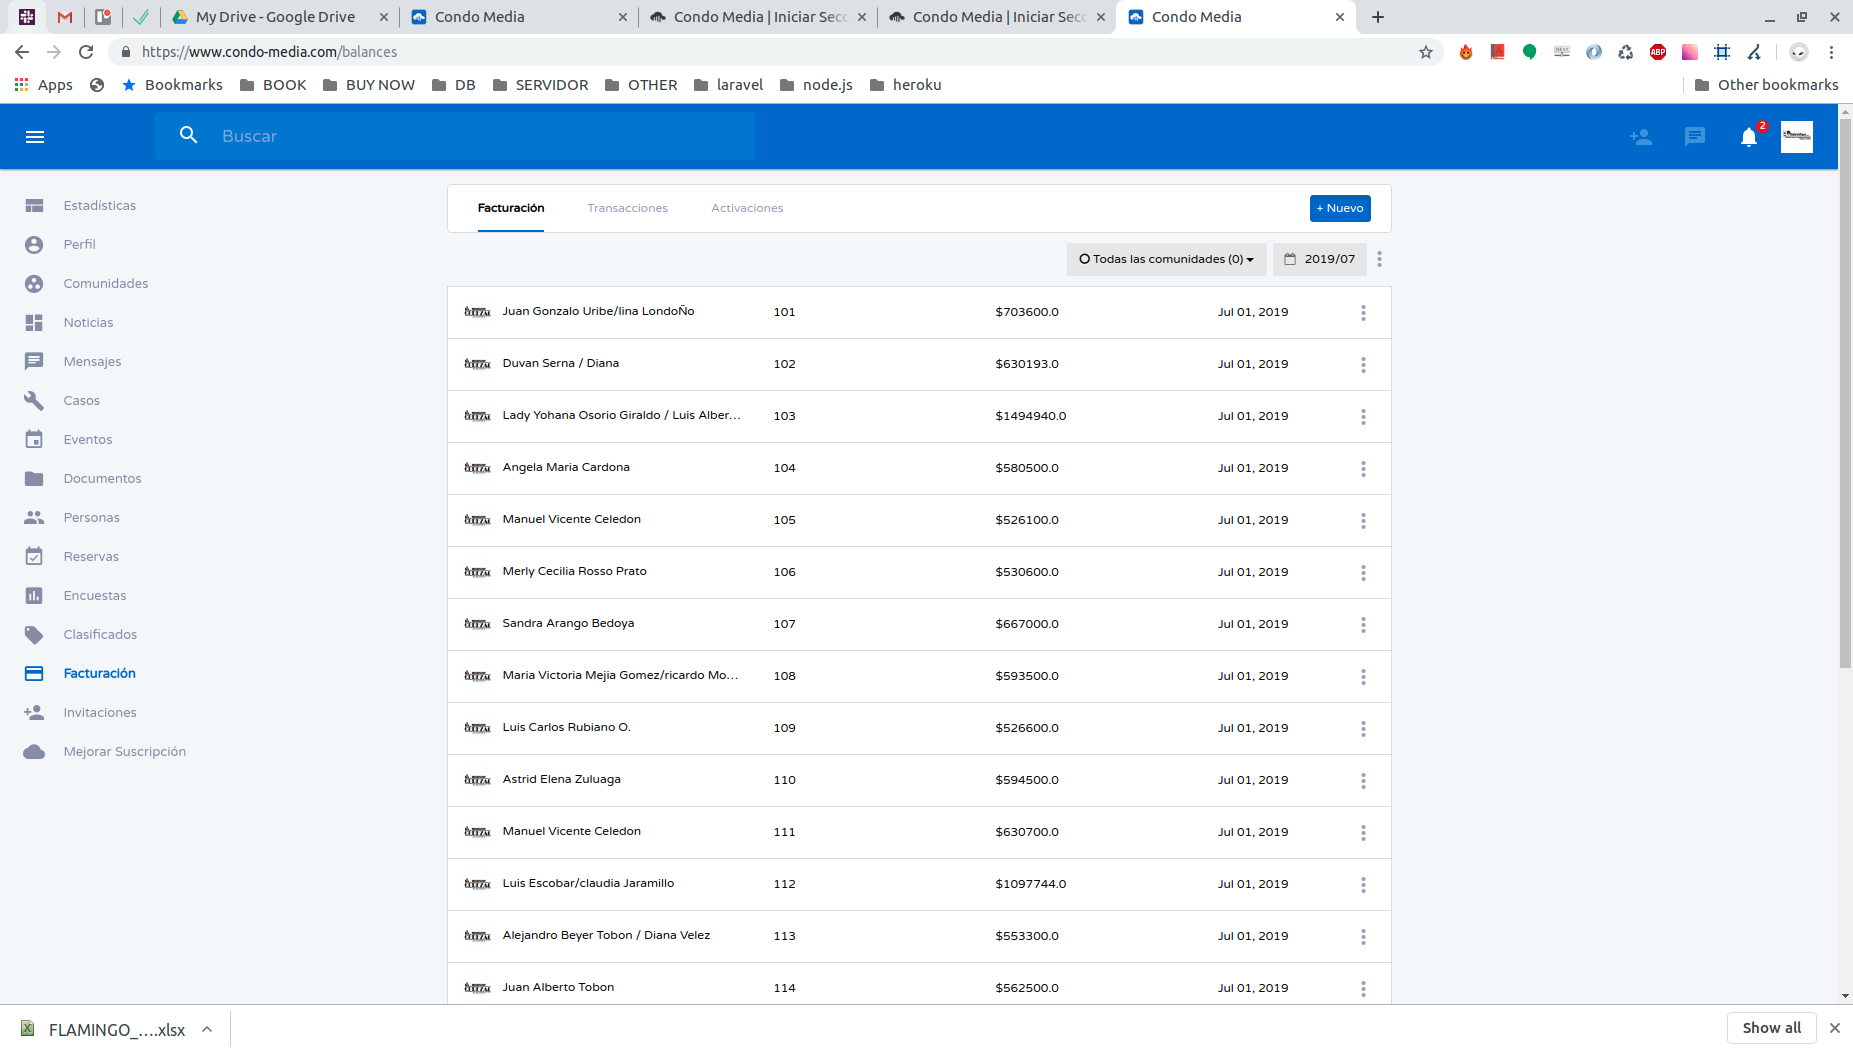 My Drive - Google Drive
Condo Media
Condo Media | Iniciar Secc
Condo Media | Iniciar Secc
Condo Media
https://www.condo-media.com/balances
ABP
Apps
Bookmarks
BOOK
BUY NOW
DB
SERVIDOR
OTHER
laravel
node.js
heroku
Other bookmarks
Buscar
2
Estadísticas
Perfil
Comunidades
Noticias
Mensajes
Casos
Eventos
Documentos
Personas
Reservas
Encuestas
Clasificados
Facturación
Invitaciones
Mejorar Suscripción
Facturación Transacciones Activaciones + Nuevo
Todas las comunidades (0) 2019/07
Juan Gonzalo Uribe/lina LondoÑo 101 $703600.0 Jul 01, 2019
Duvan Serna / Diana 102 $630193.0 Jul 01, 2019
Lady Yohana Osorio Giraldo / Luis Alber... 103 $1494940.0 Jul 01, 2019
Angela Maria Cardona 104 $580500.0 Jul 01, 2019
Manuel Vicente Celedon 105 $526100.0 Jul 01, 2019
Merly Cecilia Rosso Prato 106 $530600.0 Jul 01, 2019
Sandra Arango Bedoya 107 $667000.0 Jul 01, 2019
Maria Victoria Mejia Gomez/ricardo Mo... 108 $593500.0 Jul 01, 2019
Luis Carlos Rubiano O. 109 $526600.0 Jul 01, 2019
Astrid Elena Zuluaga 110 $594500.0 Jul 01, 2019
Manuel Vicente Celedon 111 $630700.0 Jul 01, 2019
Luis Escobar/claudia Jaramillo 112 $1097744.0 Jul 01, 2019
Alejandro Beyer Tobon / Diana Velez 113 $553300.0 Jul 01, 2019
Juan Alberto Tobon 114 $562500.0 Jul 01, 2019
FLAMINGO_....xlsx
Show all